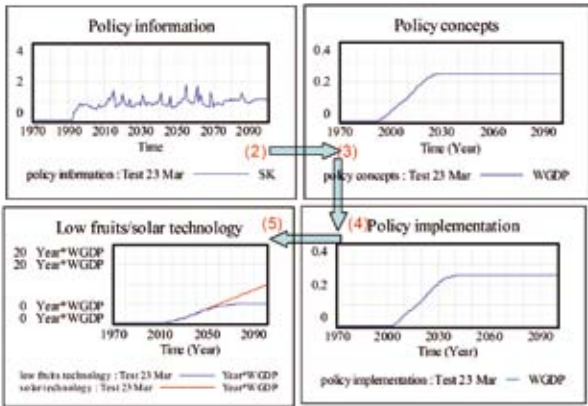 Policy information
4
2
0
1970 1990 2010 2030 2050 2070 2090
Time
policy information : Test 23 Mar SK
(2)
Policy concepts
0.4
0.2
0
1970 2000 2030 2060 2090
Time (Year)
policy concepts : Test 23 Mar WGDP
(3)
Low fruits/solar technology
(5)
20 Year*WGDP
20 Year*WGDP
0 Year*WGDP
0 Year*WGDP
1970 2010 2050 2090
Time (Year)
low fruits technology : Test 23 Mar Year*WGDP
solar technology : Test 23 Mar Year*WGDP
(4)
Policy implementation
0.4
0.2
0
1970 2000 2030 2060 2090
Time (Year)
policy implementation : Test 23 Mar WGDP